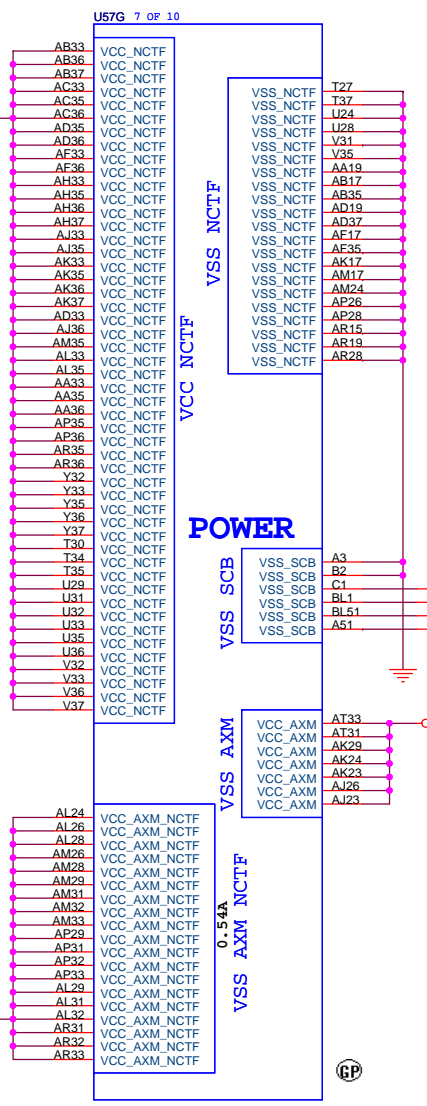 U57G 7 OF 10
AB33 VCC_NCTF
AB36 VCC_NCTF
AB37 VCC_NCTF
AC33 VCC_NCTF
AC35 VCC_NCTF
AC36 VCC_NCTF
AD35 VCC_NCTF
AD36 VCC_NCTF
AF33 VCC_NCTF
AF36 VCC_NCTF
AH33 VCC_NCTF
AH35 VCC_NCTF
AH36 VCC_NCTF
AH37 VCC_NCTF
AJ33 VCC_NCTF
AJ35 VCC_NCTF
AK33 VCC_NCTF
AK35 VCC_NCTF
AK36 VCC_NCTF
AK37 VCC_NCTF
AD33 VCC_NCTF
AJ36 VCC_NCTF
AM35 VCC_NCTF
AL33 VCC_NCTF
AL35 VCC_NCTF
AA33 VCC_NCTF
AA35 VCC_NCTF
AA36 VCC_NCTF
AP35 VCC_NCTF
AP36 VCC_NCTF
AR35 VCC_NCTF
AR36 VCC_NCTF
Y32 VCC_NCTF
Y33 VCC_NCTF
Y35 VCC_NCTF
Y36 VCC_NCTF
Y37 VCC_NCTF
T30 VCC_NCTF
T34 VCC_NCTF
T35 VCC_NCTF
U29 VCC_NCTF
U31 VCC_NCTF
U32 VCC_NCTF
U33 VCC_NCTF
U35 VCC_NCTF
U36 VCC_NCTF
V32 VCC_NCTF
V33 VCC_NCTF
V36 VCC_NCTF
V37 VCC_NCTF
VCC NCTF
VSS NCTF
VSS_NCTF T27
VSS_NCTF T37
VSS_NCTF U24
VSS_NCTF U28
VSS_NCTF V31
VSS_NCTF V35
VSS_NCTF AA19
VSS_NCTF AB17
VSS_NCTF AB35
VSS_NCTF AD19
VSS_NCTF AD37
VSS_NCTF AF17
VSS_NCTF AF35
VSS_NCTF AK17
VSS_NCTF AM17
VSS_NCTF AM24
VSS_NCTF AP26
VSS_NCTF AP28
VSS_NCTF AR15
VSS_NCTF AR19
VSS_NCTF AR28
POWER
VSS SCB
VSS_SCB A3
VSS_SCB B2
VSS_SCB C1
VSS_SCB BL1
VSS_SCB BL51
VSS_SCB A51
VSS AXM
VCC_AXM AT33
VCC_AXM AT31
VCC_AXM AK29
VCC_AXM AK24
VCC_AXM AK23
VCC_AXM AJ26
VCC_AXM AJ23
AL24 VCC_AXM_NCTF
AL26 VCC_AXM_NCTF
AL28 VCC_AXM_NCTF
AM26 VCC_AXM_NCTF
AM28 VCC_AXM_NCTF
AM29 VCC_AXM_NCTF
AM31 VCC_AXM_NCTF
AM32 VCC_AXM_NCTF
AM33 VCC_AXM_NCTF
AP29 VCC_AXM_NCTF
AP31 VCC_AXM_NCTF
AP32 VCC_AXM_NCTF
AP33 VCC_AXM_NCTF
AL29 VCC_AXM_NCTF
AL31 VCC_AXM_NCTF
AL32 VCC_AXM_NCTF
AR31 VCC_AXM_NCTF
AR32 VCC_AXM_NCTF
AR33 VCC_AXM_NCTF
0.54A
VSS AXM NCTF
GP